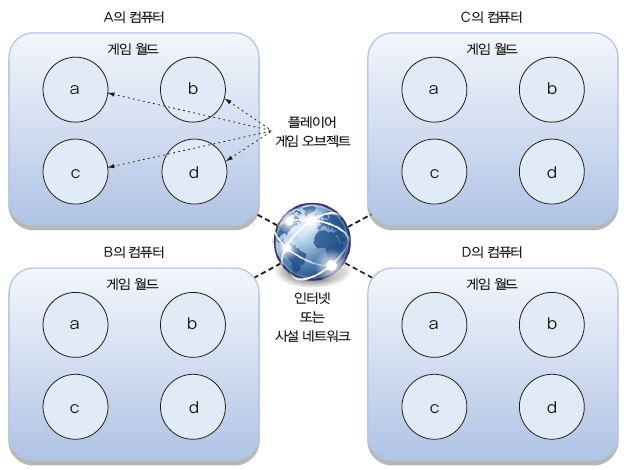 A의 컴퓨터
게임 월드
a
b
c
d
플레이어
게임 오브젝트
C의 컴퓨터
게임 월드
a
b
c
d
B의 컴퓨터
게임 월드
a
b
c
d
인터넷
또는
사설 네트워크
D의 컴퓨터
게임 월드
a
b
c
d